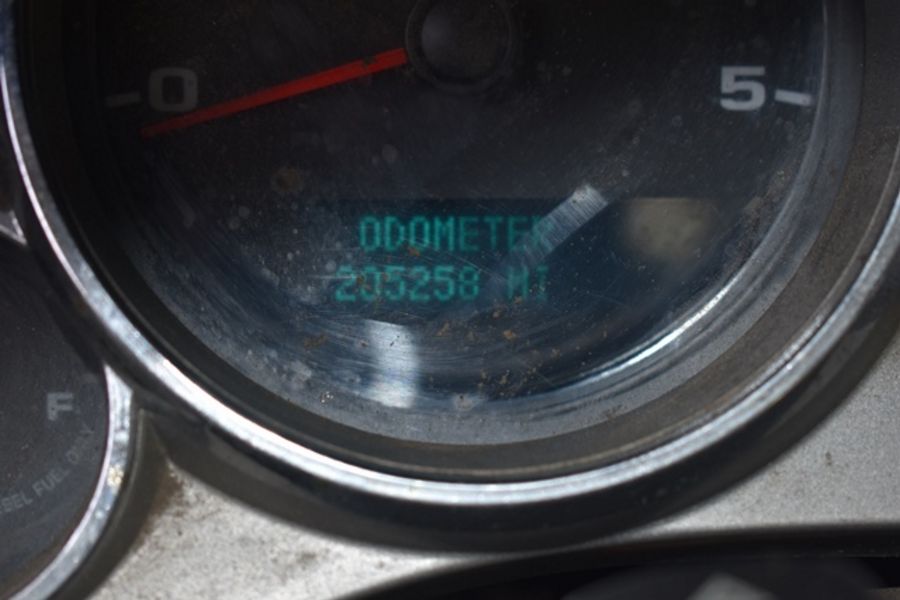 0 5
ODOMETER
205258 MI
F
DIESEL FUEL ONLY